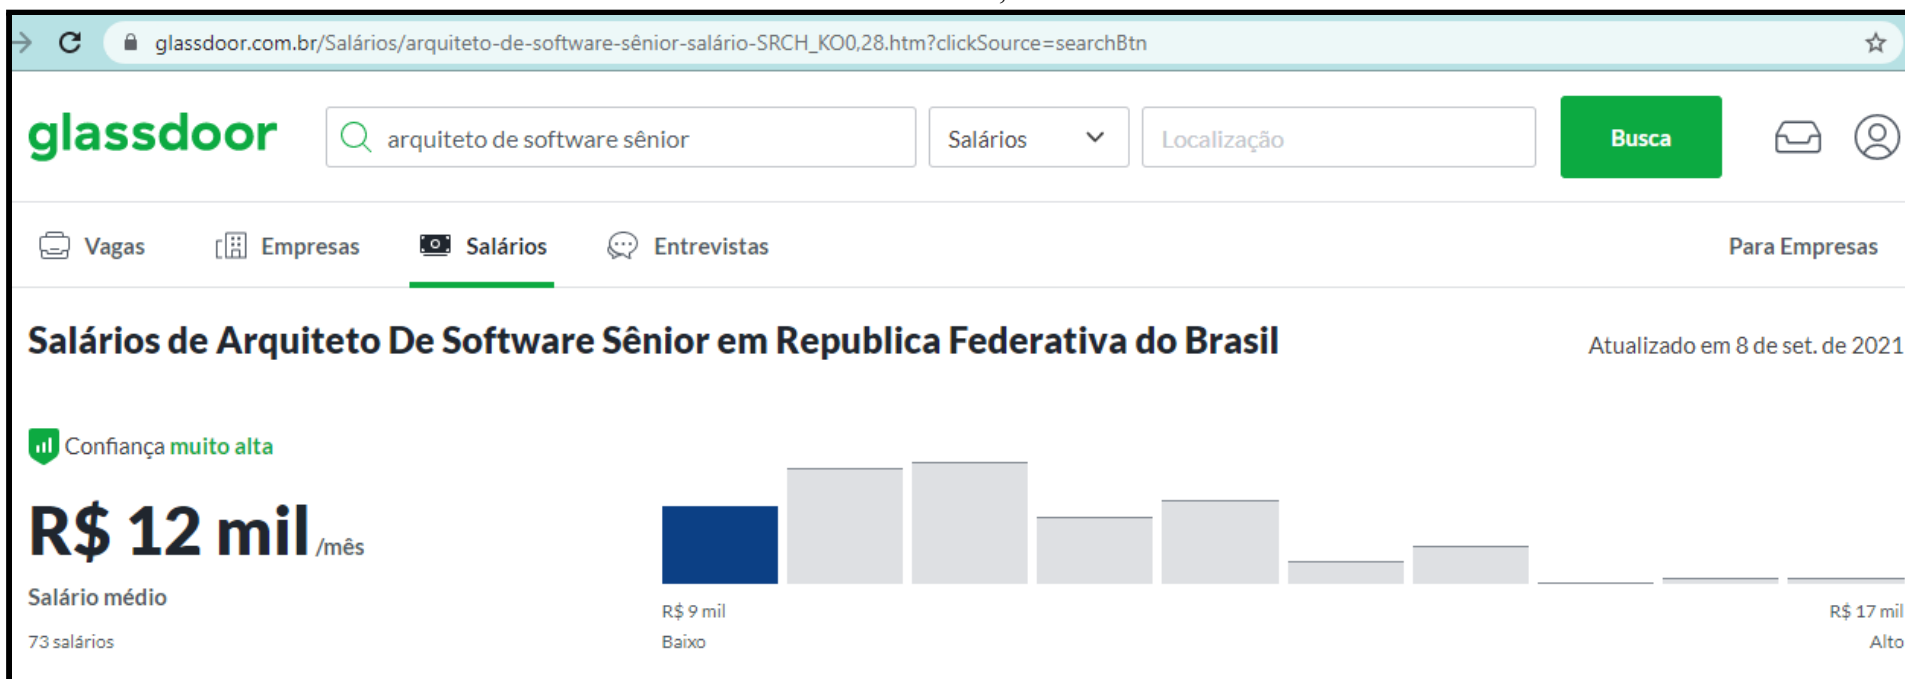 glassdoor.com.br/Salários/arquiteto-de-software-sênior-salário-SRCH_KO0,28.htm?clickSource=searchBtn
glassdoor arquiteto de software sênior Salários Localização Busca
Vagas Empresas Salários Entrevistas Para Empresas
Salários de Arquiteto De Software Sênior em Republica Federativa do Brasil Atualizado em 8 de set. de 2021
Confiança muito alta
R$ 12 mil /mês
Salário médio
73 salários
R$ 9 mil R$ 17 mil
Baixo Alto